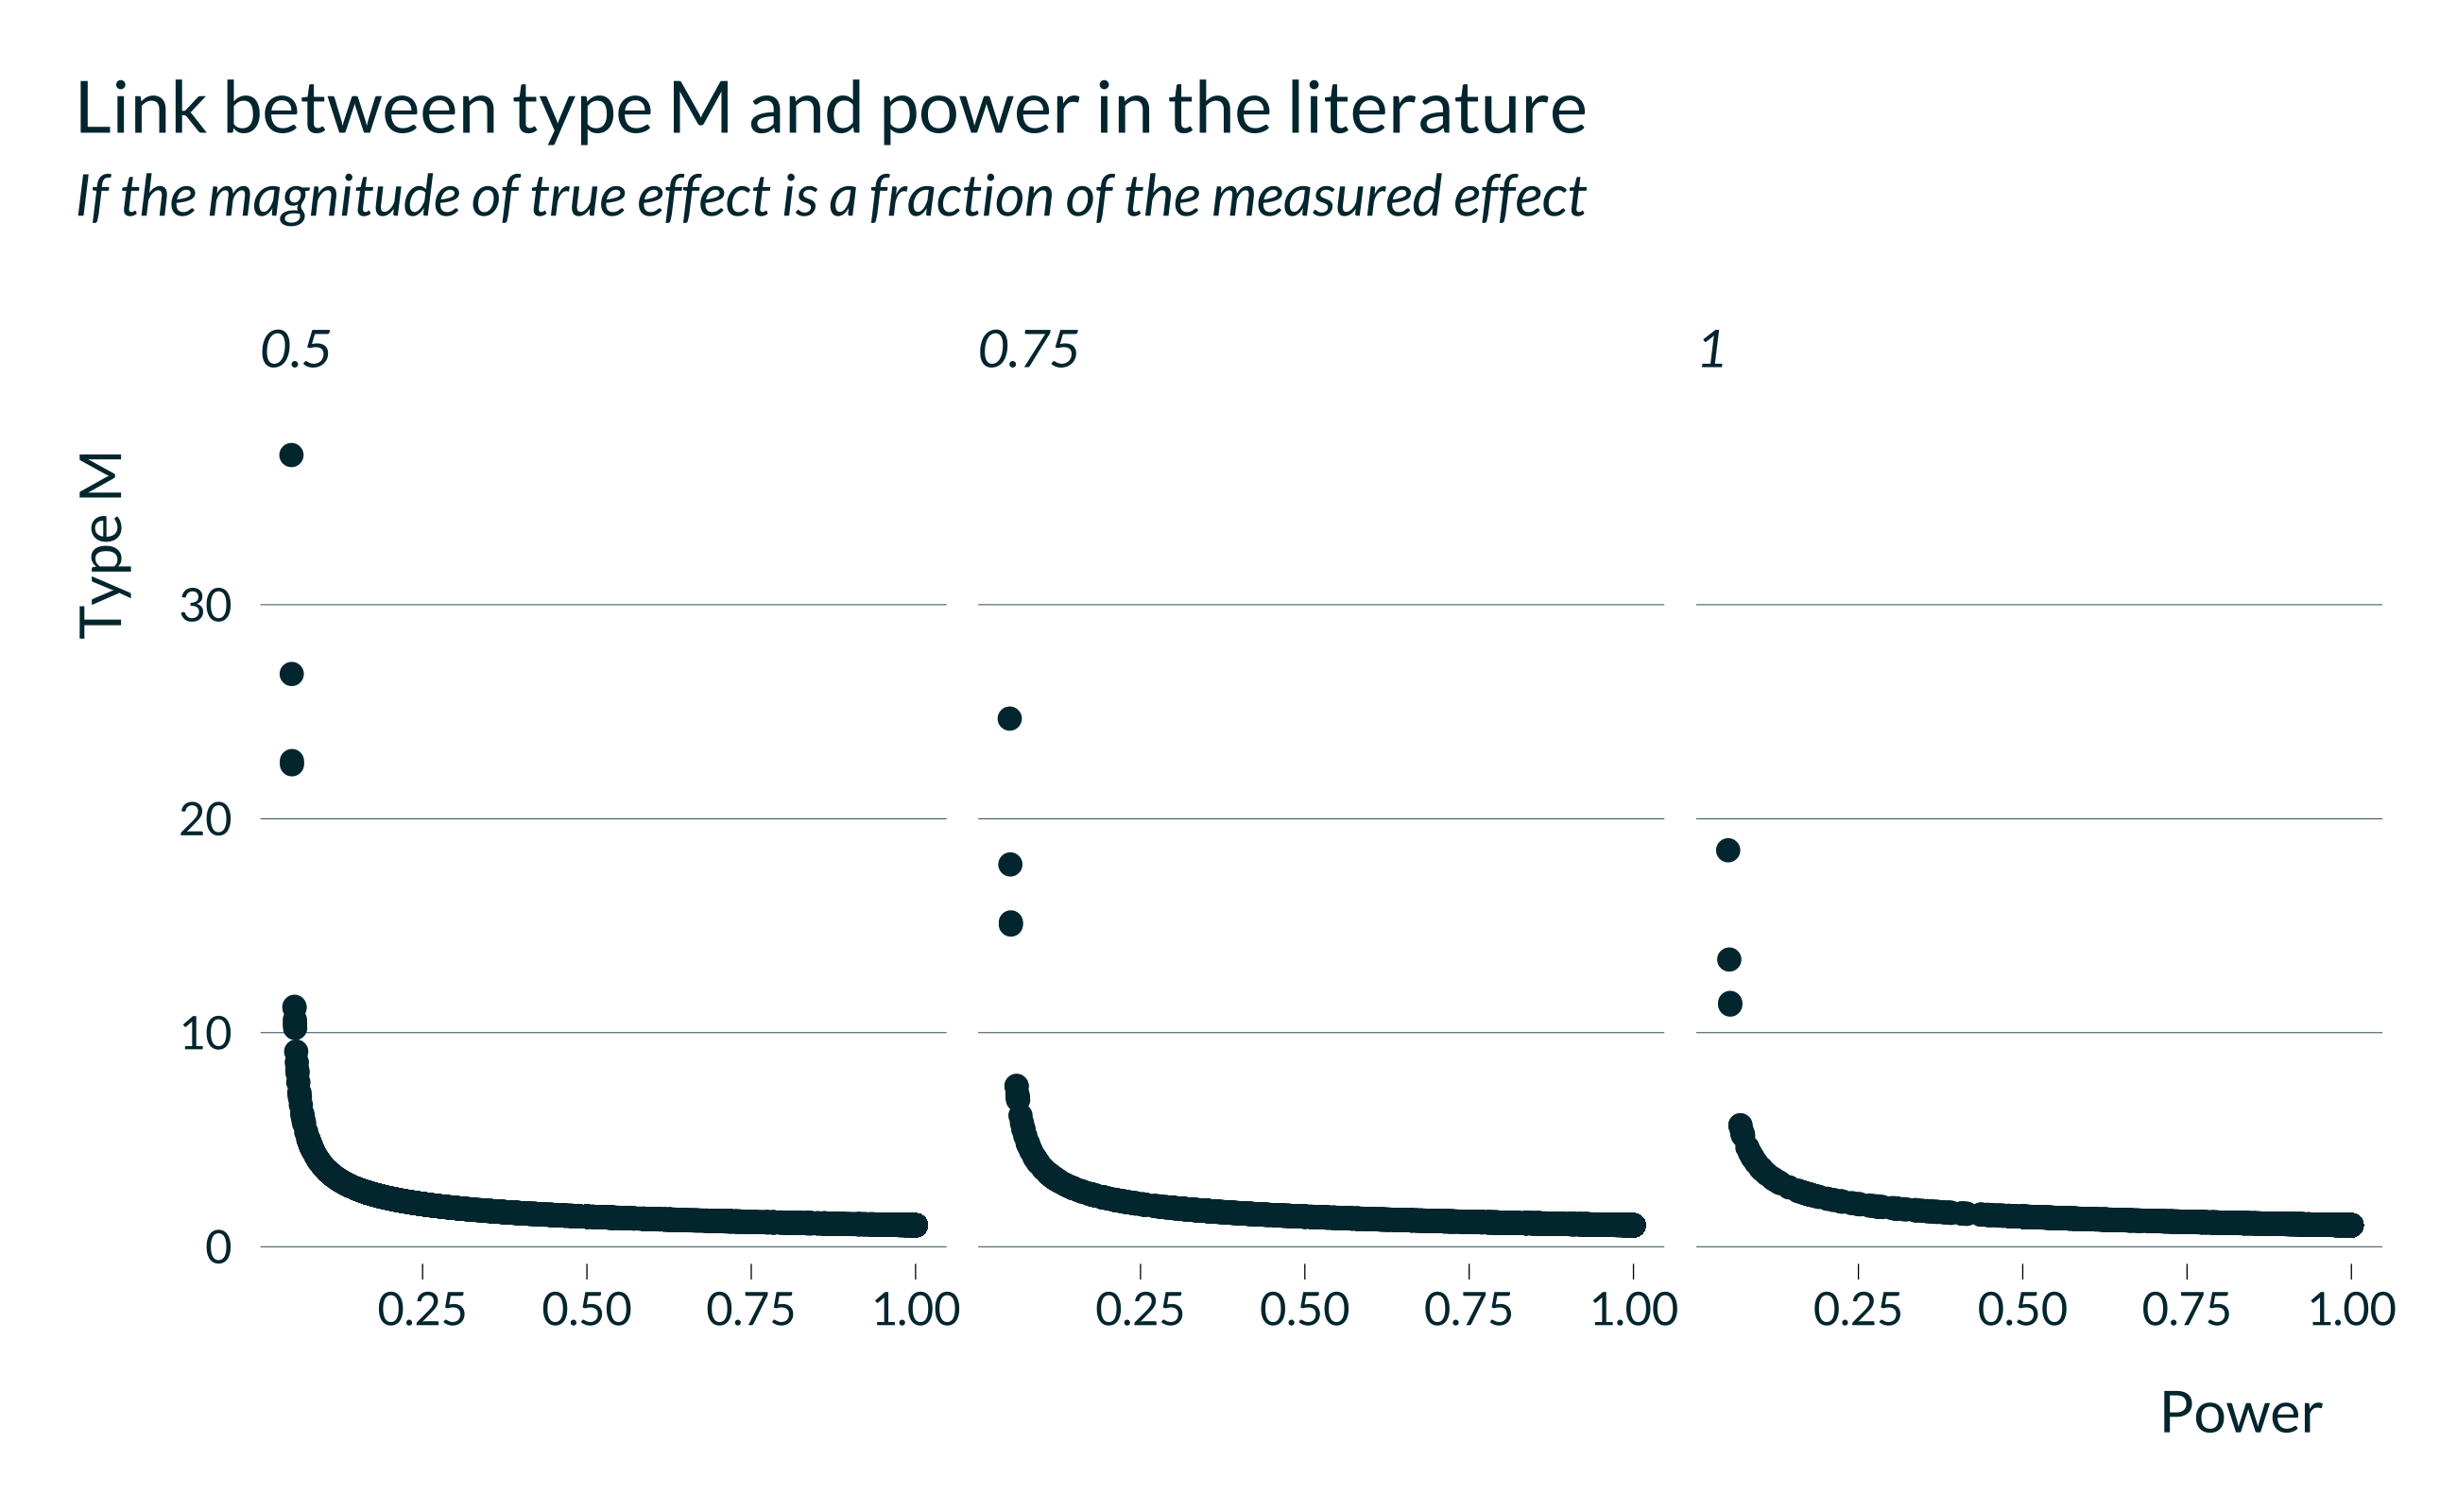 Link between type M and power in the literature
If the magnitude of true effect is a fraction of the measured effect
0.5 0.75 1
Type M
30
20
10
0
0.25 0.50 0.75 1.00 0.25 0.50 0.75 1.00 0.25 0.50 0.75 1.00
Power